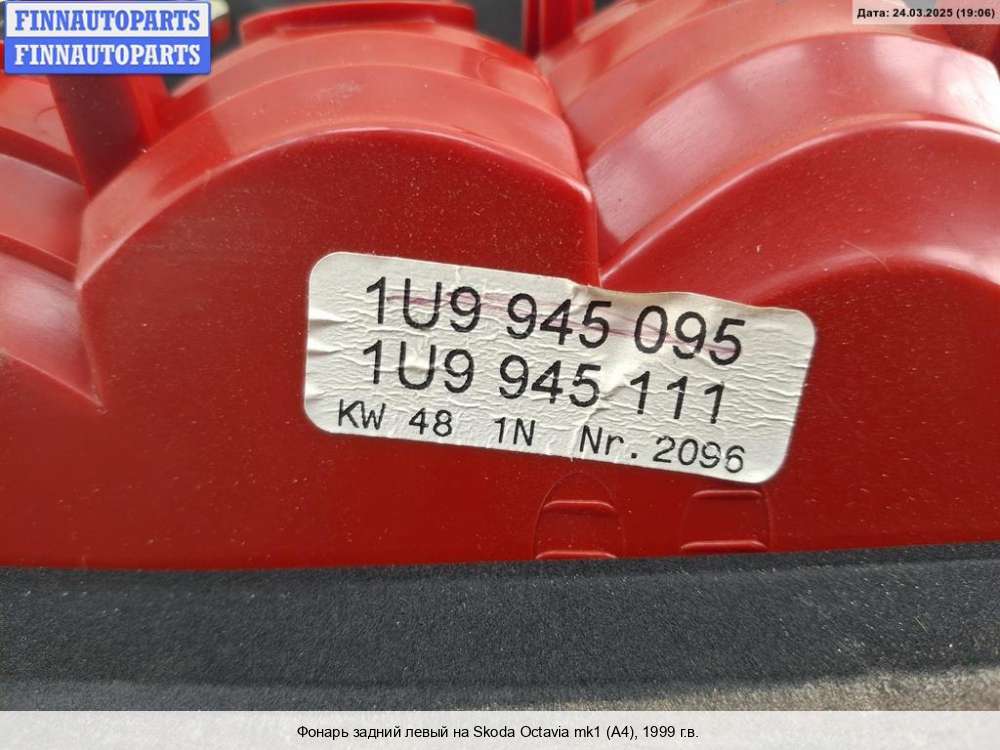 FINNAUTOPARTS
FINNAUTOPARTS
Дата: 24.03.2025 (19:06)
1U9 945 095
1U9 945 111
KW 48 1N Nr. 2096
Фонарь задний левый на Skoda Octavia mk1 (A4), 1999 г.в.